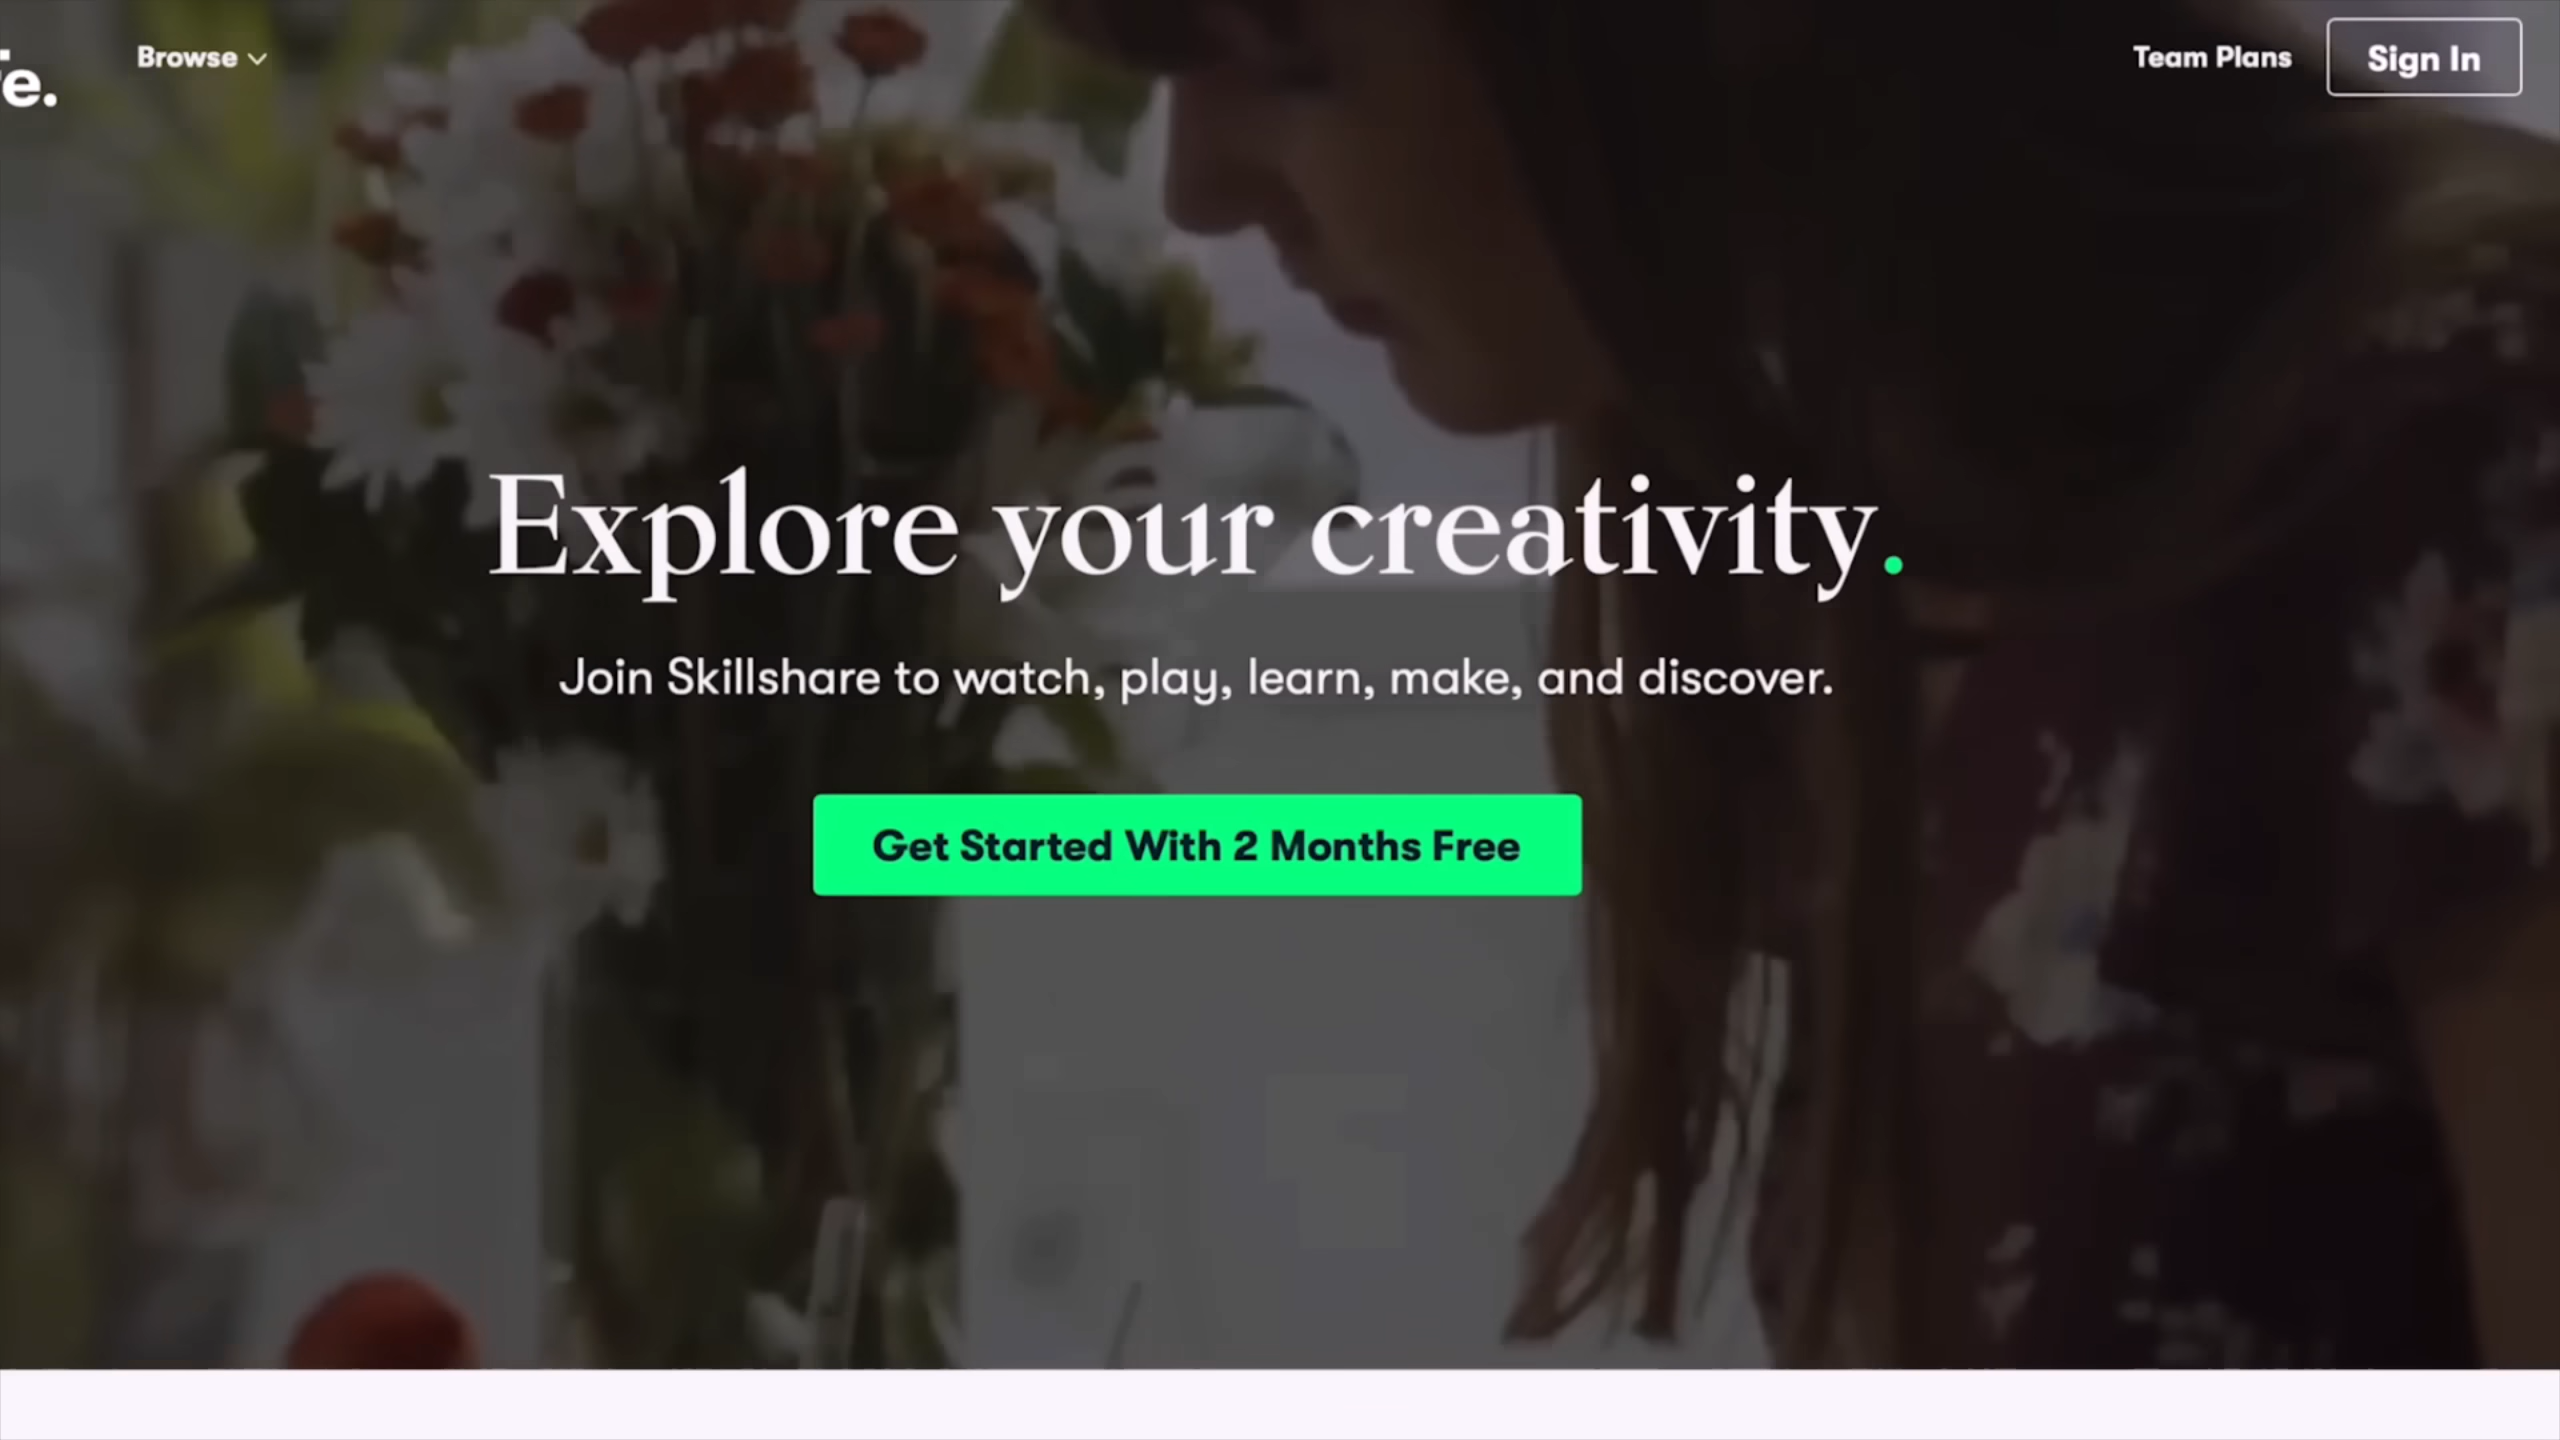 e.
Browse
Team Plans
Sign In
Explore your creativity.
Join Skillshare to watch, play, learn, make, and discover.
Get Started With 2 Months Free